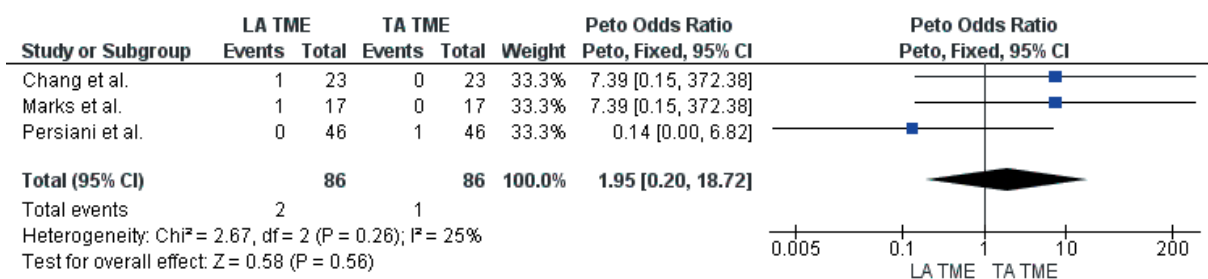 LA TME TA TME Peto Odds Ratio Peto Odds Ratio
Study or Subgroup Events Total Events Total Weight Peto, Fixed, 95% CI Peto, Fixed, 95% CI
Chang et al. 1 23 0 23 33.3% 7.39 [0.15, 372.38]
Marks et al. 1 17 0 17 33.3% 7.39 [0.15, 372.38]
Persiani et al. 0 46 1 46 33.3% 0.14 [0.00, 6.82]
Total (95% CI) 86 86 100.0% 1.95 [0.20, 18.72]
Total events 2 1
Heterogeneity: Chi² = 2.67, df = 2 (P = 0.26); I² = 25%
Test for overall effect: Z = 0.58 (P = 0.56)
0.005 0.1 1 10 200
LA TME TA TME